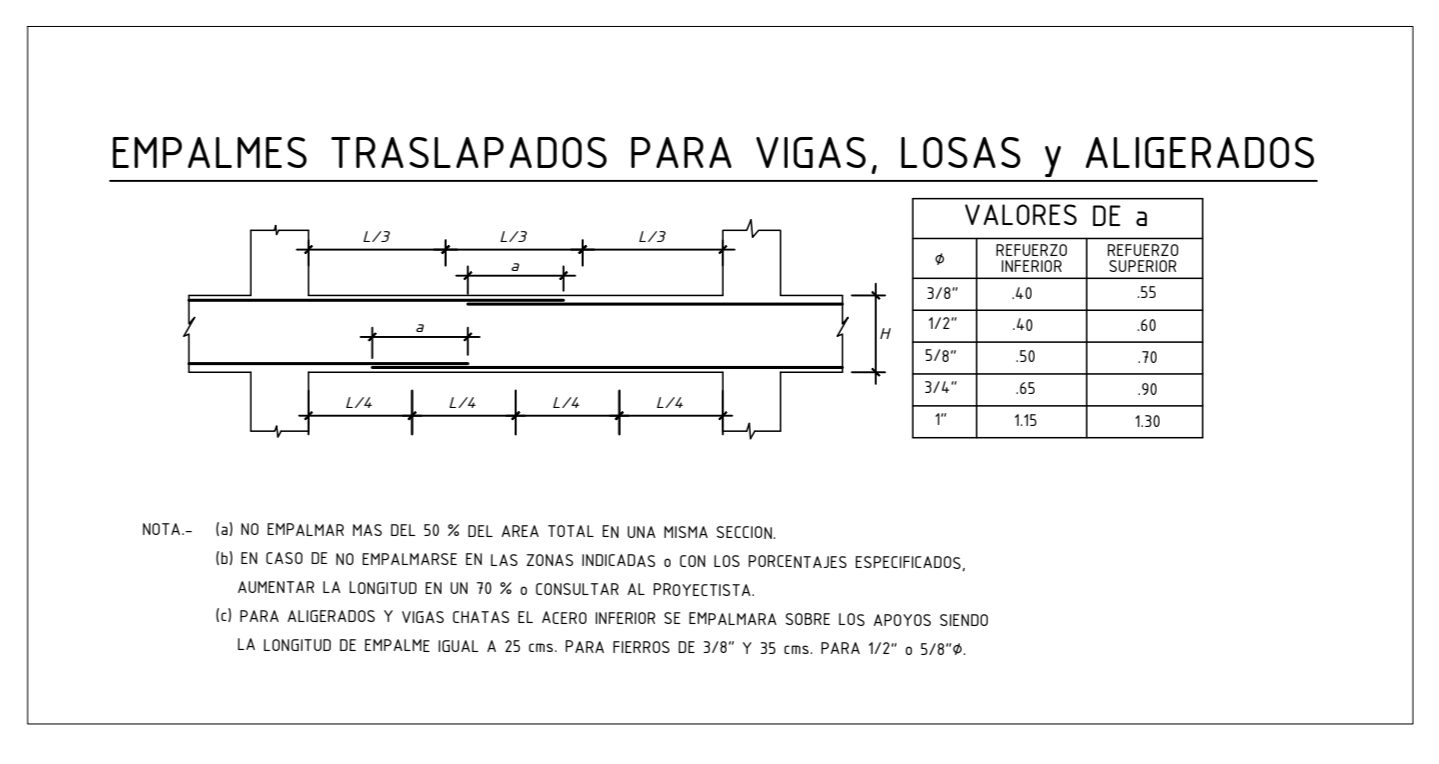 EMPALMES TRASLAPADOS PARA VIGAS, LOSAS y ALIGERADOS
L/3 L/3 L/3
a
a
H
L/4 L/4 L/4 L/4
VALORES DE a
ø REFUERZO INFERIOR REFUERZO SUPERIOR
3/8" .40 .55
1/2" .40 .60
5/8" .50 .70
3/4" .65 .90
1" 1.15 1.30
NOTA.- (a) NO EMPALMAR MAS DEL 50 % DEL AREA TOTAL EN UNA MISMA SECCION.
(b) EN CASO DE NO EMPALMARSE EN LAS ZONAS INDICADAS o CON LOS PORCENTAJES ESPECIFICADOS,
AUMENTAR LA LONGITUD EN UN 70 % o CONSULTAR AL PROYECTISTA.
(c) PARA ALIGERADOS Y VIGAS CHATAS EL ACERO INFERIOR SE EMPALMARA SOBRE LOS APOYOS SIENDO
LA LONGITUD DE EMPALME IGUAL A 25 cms. PARA FIERROS DE 3/8" Y 35 cms. PARA 1/2" o 5/8"ø.